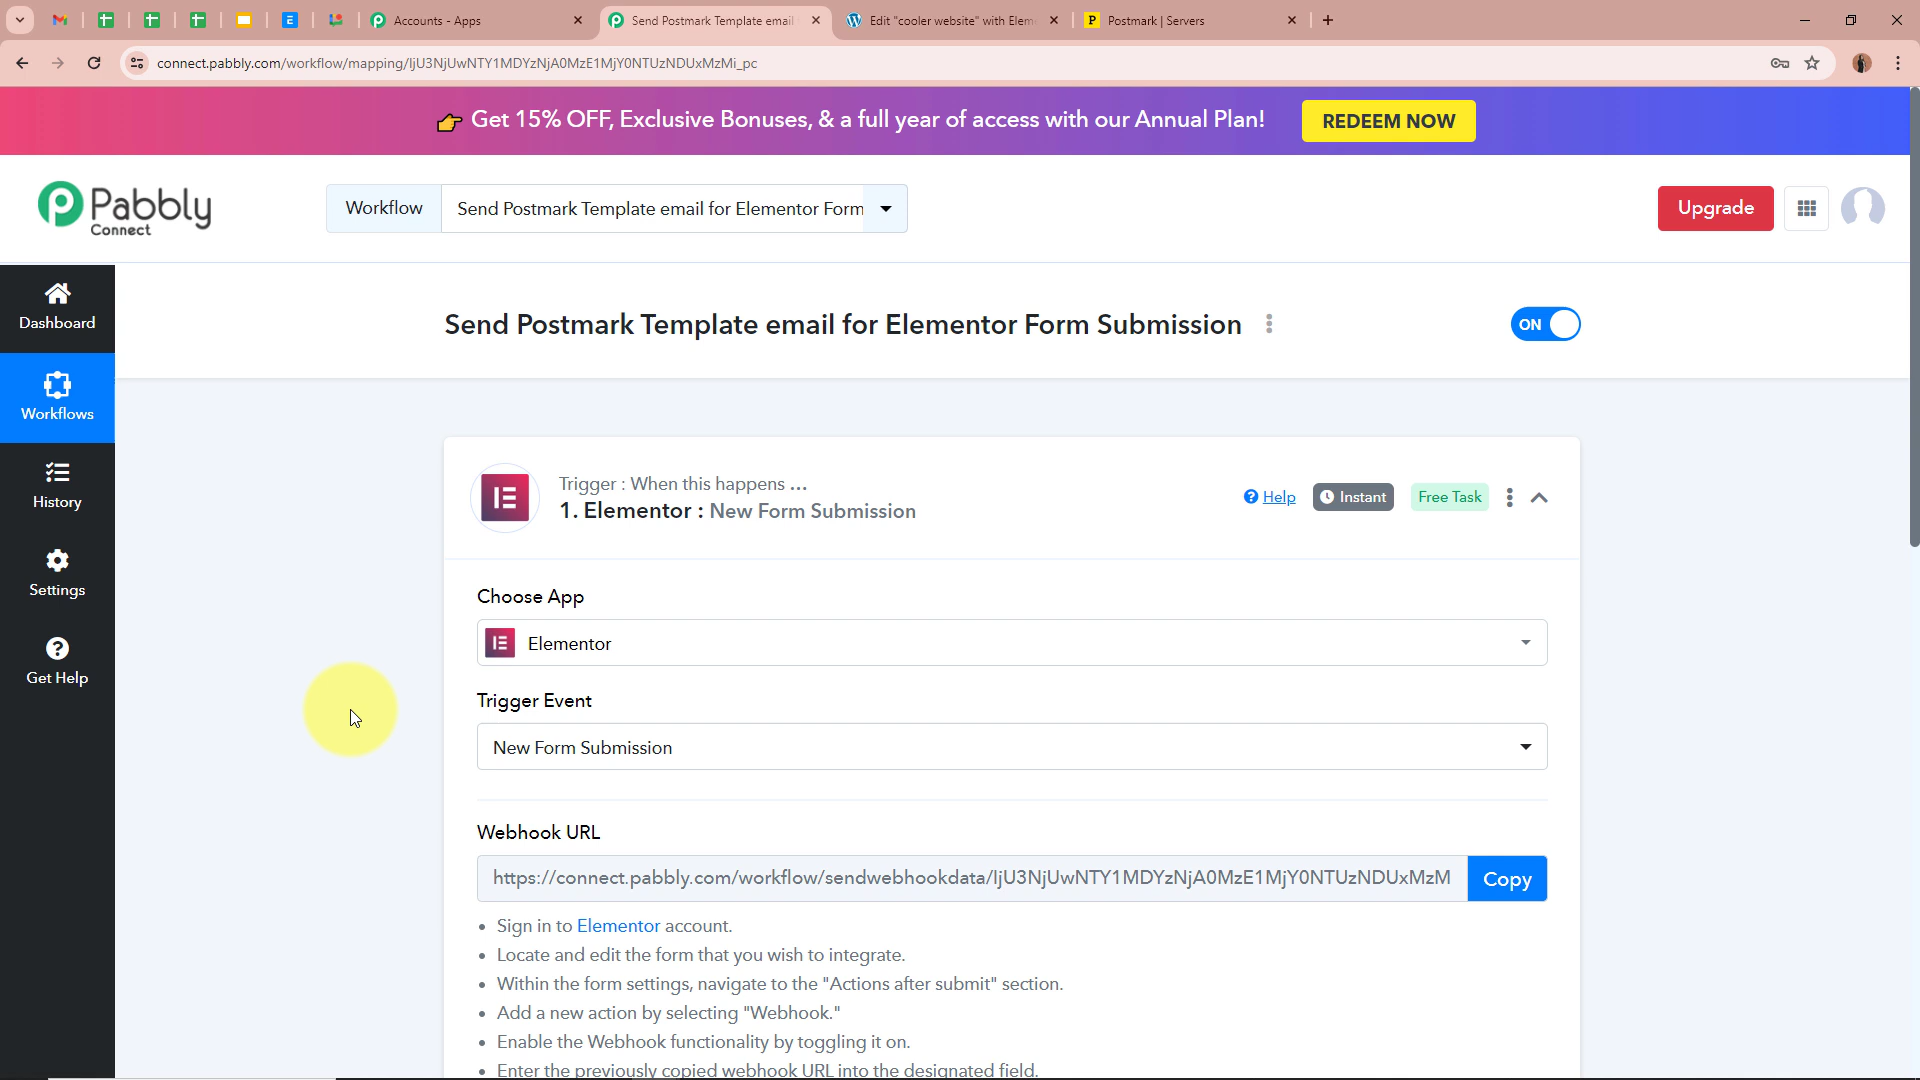 Accounts - Apps
Send Postmark Template email
Edit "cooler website" with Elem
Postmark | Servers
connect.pabbly.com/workflow/mapping/IjU3NjUwNTY1MDYzNjA0MzE1MjY0NTUzNDUxMzMi_pc
Get 15% OFF, Exclusive Bonuses, & a full year of access with our Annual Plan!
REDEEM NOW
Pabbly
Connect
Workflow
Send Postmark Template email for Elementor Form
Upgrade
Dashboard
Workflows
History
Settings
Get Help
Send Postmark Template email for Elementor Form Submission
ON
Trigger : When this happens ...
1. Elementor : New Form Submission
Help
Instant
Free Task
Choose App
Elementor
Trigger Event
New Form Submission
Webhook URL
https://connect.pabbly.com/workflow/sendwebhookdata/IjU3NjUwNTY1MDYzNjA0MzE1MjY0NTUzNDUxMzM
Copy
• Sign in to Elementor account.
• Locate and edit the form that you wish to integrate.
• Within the form settings, navigate to the "Actions after submit" section.
• Add a new action by selecting "Webhook."
• Enable the Webhook functionality by toggling it on.
• Enter the previously copied webhook URL into the designated field.